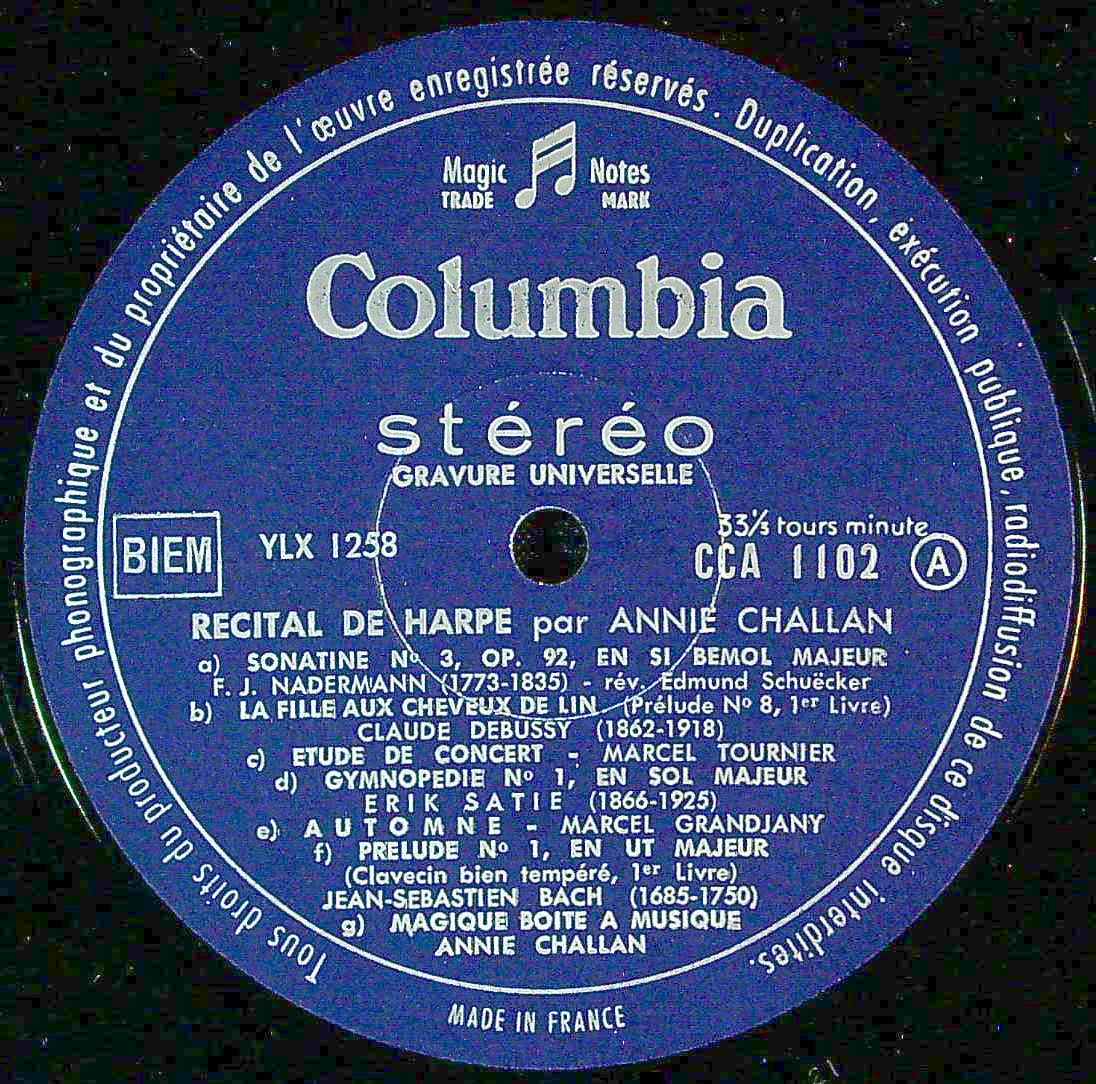 Tous droits du producteur phonographique et du propriétaire de l'œuvre enregistrée réservés. Duplication, exécution publique, radiodiffusion de ce disque interdites.
Magic Notes
TRADE MARK
Columbia
stéréo
GRAVURE UNIVERSELLE
BIEM
YLX 1258
33⅓ tours minute
CCA 1102
A
RECITAL DE HARPE par ANNIE CHALLAN
a) SONATINE Nº 3, OP. 92, EN SI BEMOL MAJEUR
F. J. NADERMANN (1773-1835) - rév. Edmund Schuëcker
b) LA FILLE AUX CHEVEUX DE LIN (Prélude Nº 8, 1er Livre)
CLAUDE DEBUSSY (1862-1918)
c) ETUDE DE CONCERT - MARCEL TOURNIER
d) GYMNOPEDIE Nº 1, EN SOL MAJEUR
ERIK SATIE (1866-1925)
e) AUTOMNE - MARCEL GRANDJANY
f) PRELUDE Nº 1, EN UT MAJEUR
(Clavecin bien tempéré, 1er Livre)
JEAN-SEBASTIEN BACH (1685-1750)
g) MAGIQUE BOITE A MUSIQUE
ANNIE CHALLAN
MADE IN FRANCE